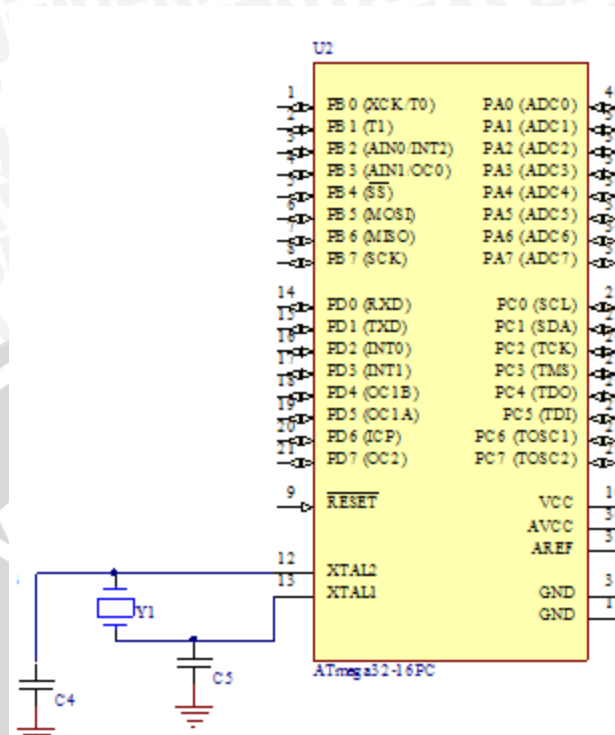 U2
1 PB0 (XCK/T0) PA0 (ADC0)
2 PB1 (T1) PA1 (ADC1)
3 PB2 (AIN0/INT2) PA2 (ADC2)
4 PB3 (AIN1/OC0) PA3 (ADC3)
5 PB4 (SS) PA4 (ADC4)
6 PB5 (MOSI) PA5 (ADC5)
7 PB6 (MISO) PA6 (ADC6)
8 PB7 (SCK) PA7 (ADC7)
14 PD0 (RXD) PC0 (SCL)
15 PD1 (TXD) PC1 (SDA)
16 PD2 (INT0) PC2 (TCK)
17 PD3 (INT1) PC3 (TMS)
18 PD4 (OC1B) PC4 (TDO)
19 PD5 (OC1A) PC5 (TDI)
20 PD6 (ICP) PC6 (TOSC1)
21 PD7 (OC2) PC7 (TOSC2)
9 RESET VCC
AVCC
AREF
12 XTAL2
13 XTAL1 GND
GND
Y1
C5
C4
ATmega32-16PC